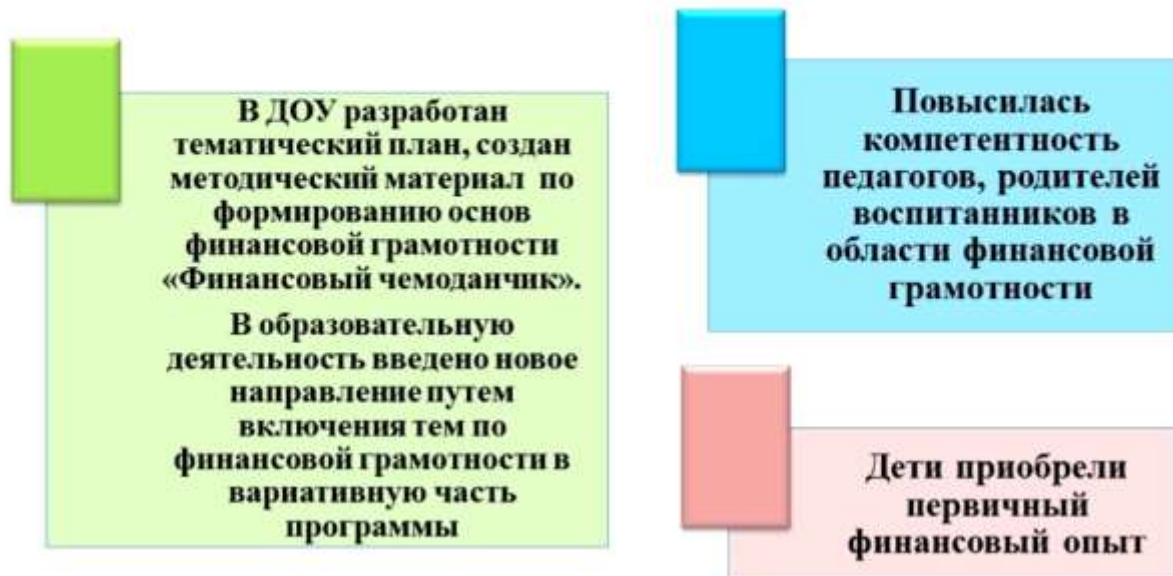 В ДОУ разработан
тематический план, создан
методический материал по
формированию основ
финансовой грамотности
«Финансовый чемоданчик».
В образовательную
деятельность введено новое
направление путем
включения тем по
финансовой грамотности в
вариативную часть
программы
Повысилась
компетентность
педагогов, родителей
воспитанников в
области финансовой
грамотности
Дети приобрели
первичный
финансовый опыт